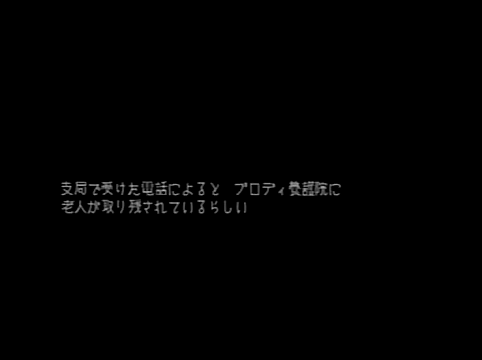 支局で受けた電話によると　プロディ養護院に
老人が取り残されているらしい